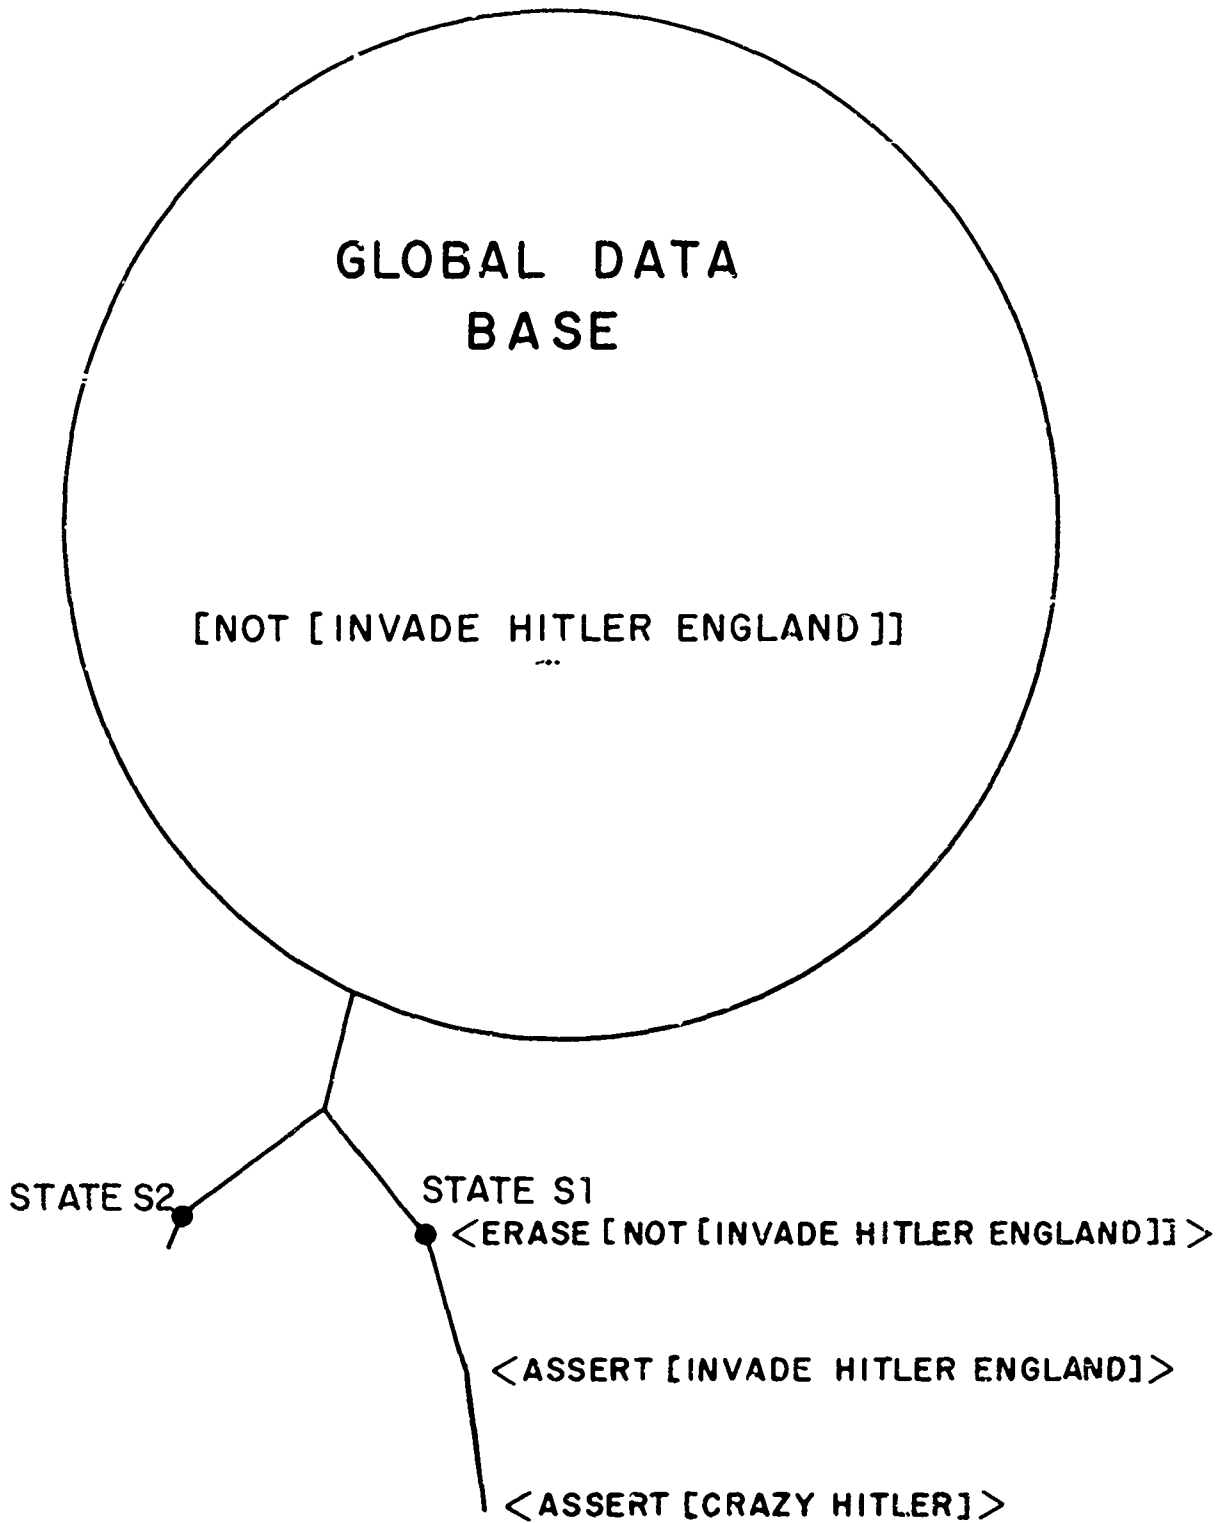 GLOBAL DATA
BASE
[NOT [INVADE HITLER ENGLAND]]
STATE S2
STATE S1
<ERASE [NOT [INVADE HITLER ENGLAND]]>
<ASSERT [INVADE HITLER ENGLAND]>
<ASSERT [CRAZY HITLER]>